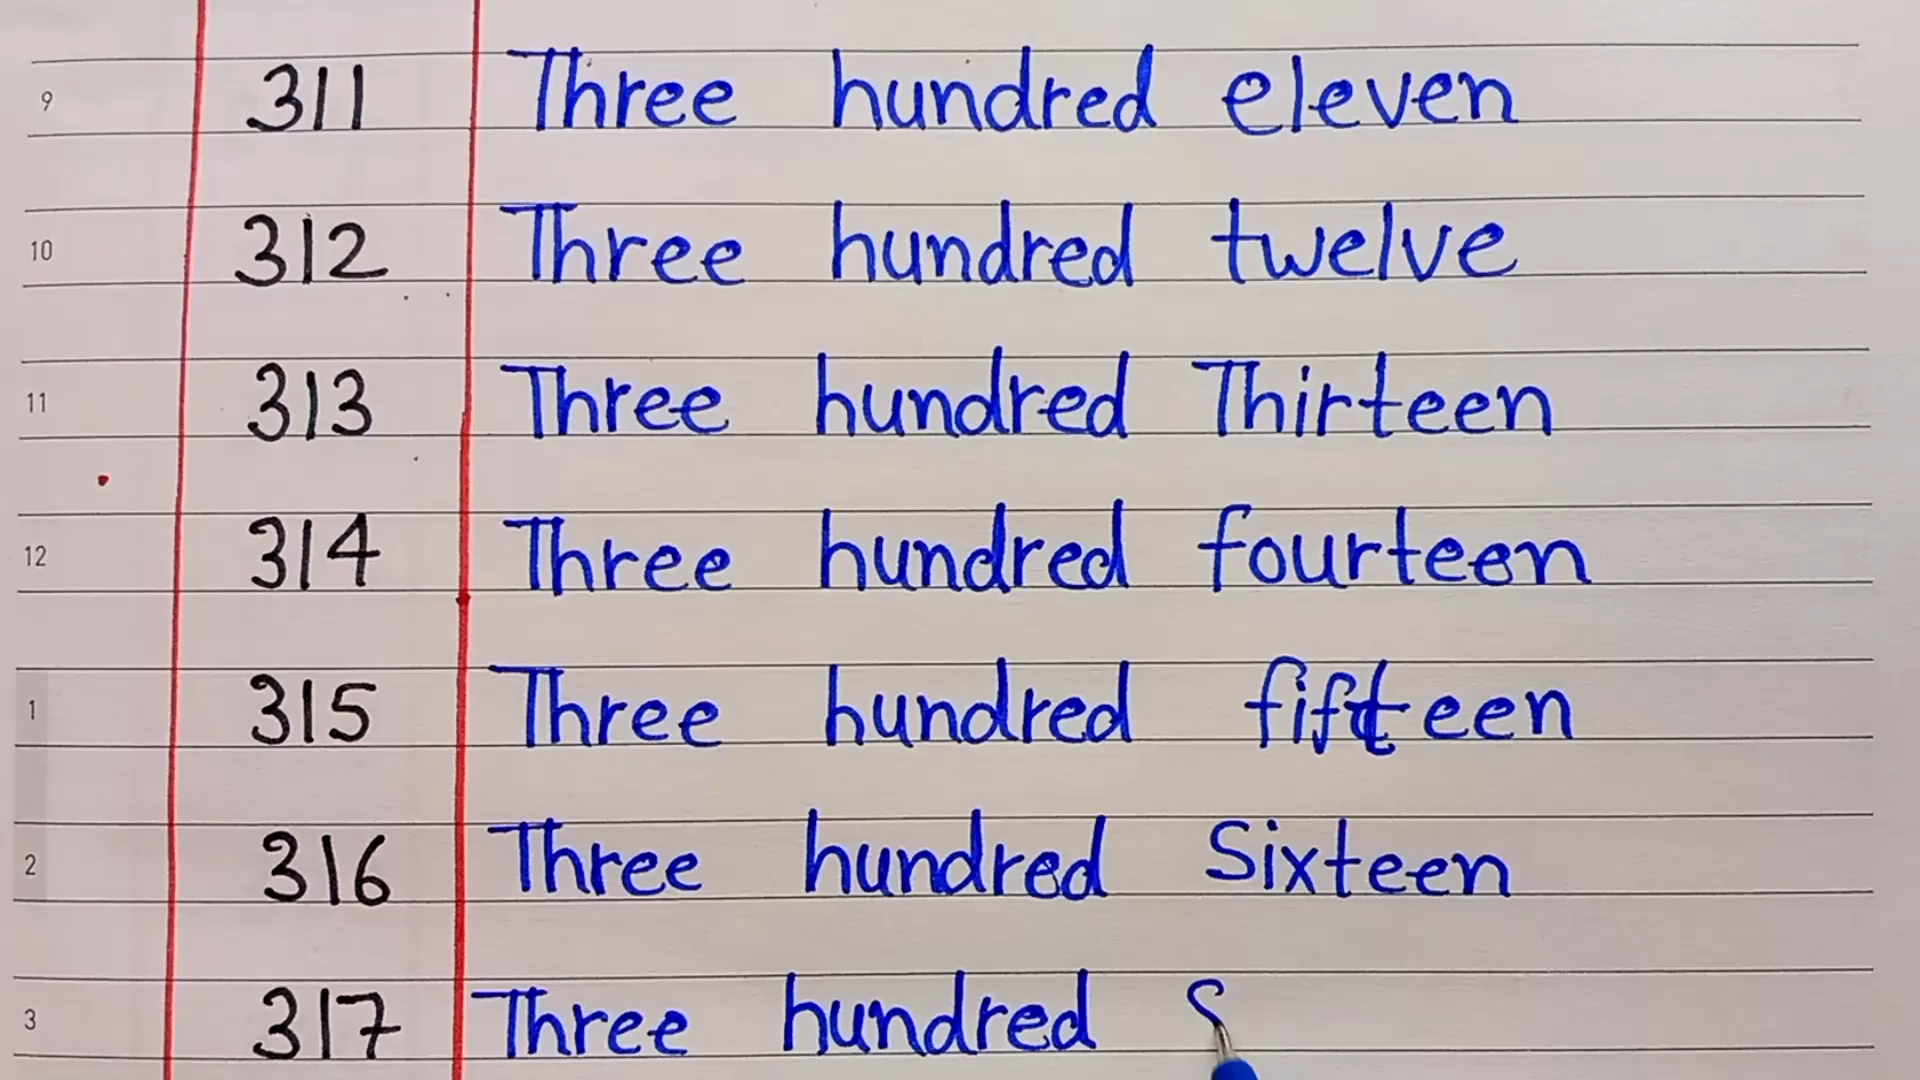 9 311 Three hundred eleven
10 312 Three hundred twelve
11 313 Three hundred Thirteen
12 314 Three hundred fourteen
1 315 Three hundred fifteen
2 316 Three hundred Sixteen
3 317 Three hundred S